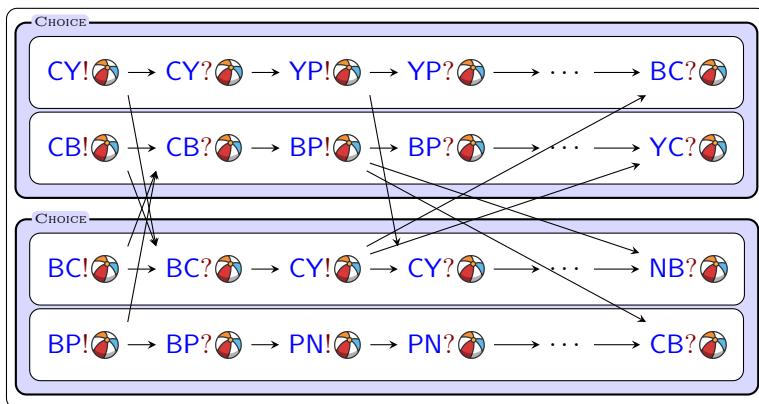 CHOICE
CY! CY? YP! YP? ··· BC?
CB! CB? BP! BP? ··· YC?
CHOICE
BC! BC? CY! CY? ··· NB?
BP! BP? PN! PN? ··· CB?